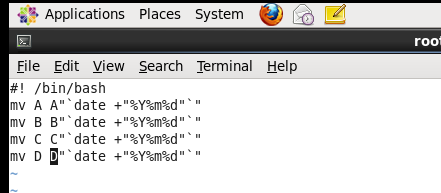 Applications Places System
root
File Edit View Search Terminal Help
#! /bin/bash
mv A A"`date +"%Y%m%d"`"
mv B B"`date +"%Y%m%d"`"
mv C C"`date +"%Y%m%d"`"
mv D D"`date +"%Y%m%d"`"
~
~